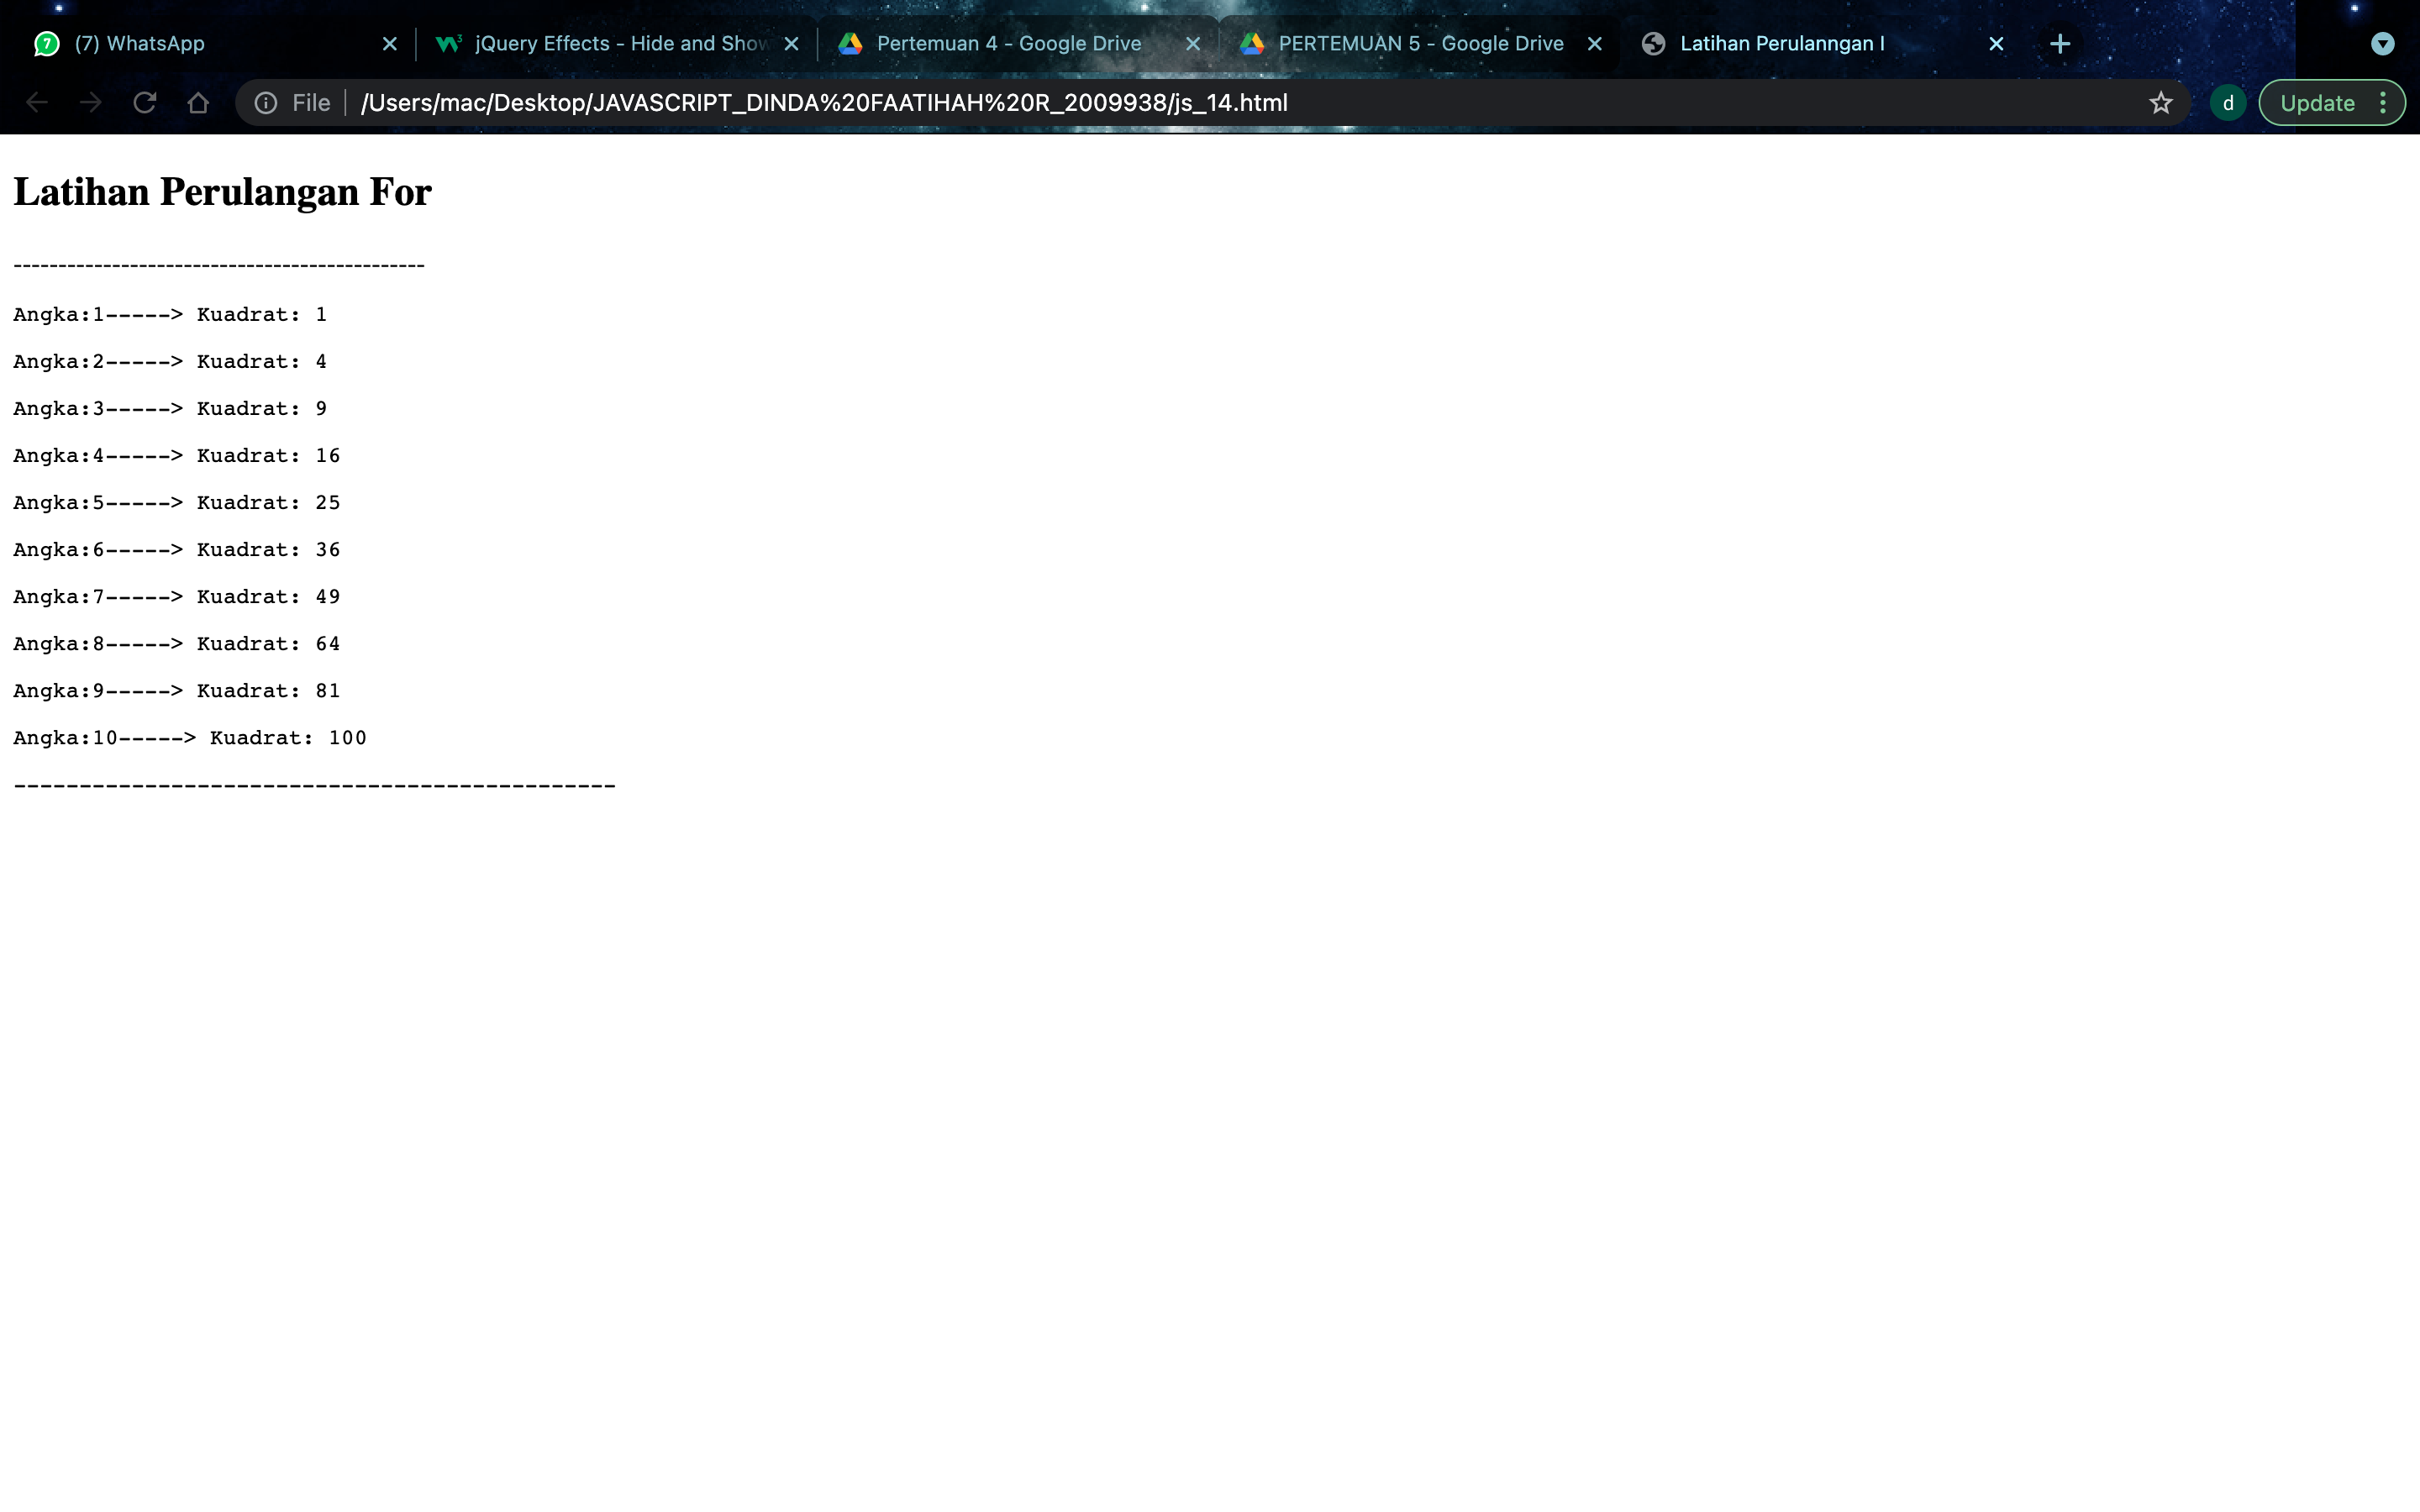 7 (7) WhatsApp
jQuery Effects - Hide and Show
Pertemuan 4 - Google Drive
PERTEMUAN 5 - Google Drive
Latihan Perulanngan I
File /Users/mac/Desktop/JAVASCRIPT_DINDA%20FAATIHAH%20R_2009938/js_14.html
d
Update
Latihan Perulangan For
----------------------------------------------
Angka:1-----> Kuadrat: 1
Angka:2-----> Kuadrat: 4
Angka:3-----> Kuadrat: 9
Angka:4-----> Kuadrat: 16
Angka:5-----> Kuadrat: 25
Angka:6-----> Kuadrat: 36
Angka:7-----> Kuadrat: 49
Angka:8-----> Kuadrat: 64
Angka:9-----> Kuadrat: 81
Angka:10-----> Kuadrat: 100
----------------------------------------------